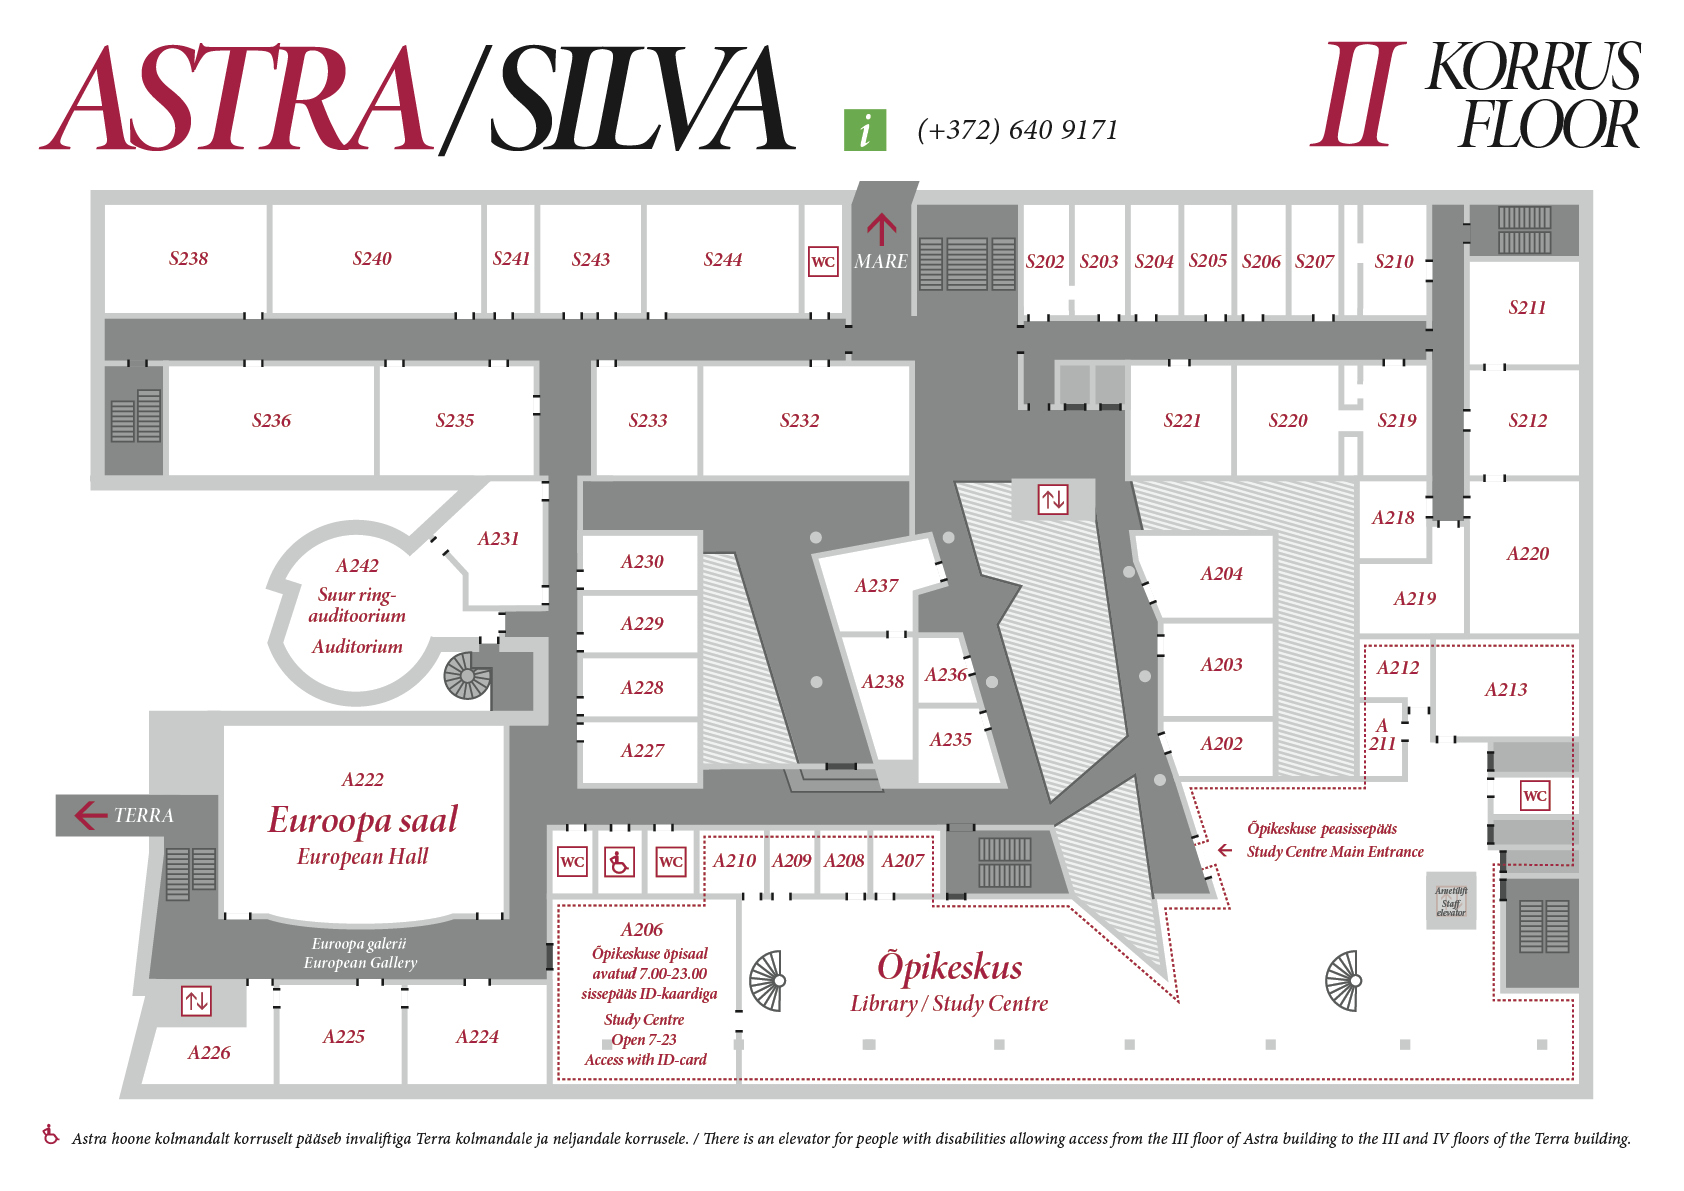 ASTRA/SILVA
i (+372) 640 9171
II KORRUS
FLOOR
S238
S240
S241
S243
S244
WC
MARE
S202
S203
S204
S205
S206
S207
S210
S211
S236
S235
S233
S232
S221
S220
S219
S212
A231
A242
Suur ring-
auditoorium
Auditorium
A230
A229
A228
A227
A237
A238
A236
A235
A204
A203
A202
A218
A219
A220
A212
A213
A
211
WC
A222
Euroopa saal
European Hall
TERRA
Euroopa galerii
European Gallery
WC
WC
A210
A209
A208
A207
Õpikeskuse peasissepääs
Study Centre Main Entrance
Ametilift
Staff
elevator
A206
Õpikeskuse õpisaal
avatud 7.00-23.00
sissepääs ID-kaardiga
Study Centre
Open 7-23
Access with ID-card
Õpikeskus
Library / Study Centre
A226
A225
A224
Astra hoone kolmandalt korruselt pääseb invaliftiga Terra kolmandale ja neljandale korrusele. / There is an elevator for people with disabilities allowing access from the III floor of Astra building to the III and IV floors of the Terra building.